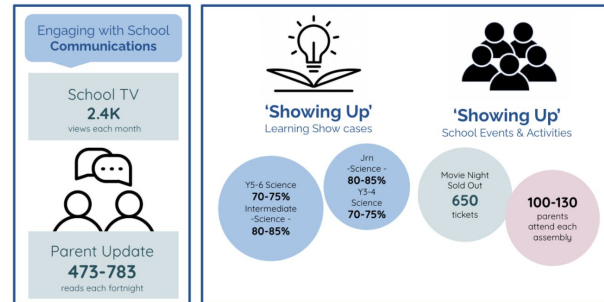 Engaging with School
Communications
School TV
2.4K
views each month
Parent Update
473-783
reads each fortnight
'Showing Up'
Learning Show cases
Y5-6 Science
70-75%
Intermediate
-Science -
80-85%
Jrn
-Science -
80-85%
Y3-4
Science
70-75%
'Showing Up'
School Events & Activities
Movie Night
Sold Out
650
tickets
100-130
parents
attend each
assembly